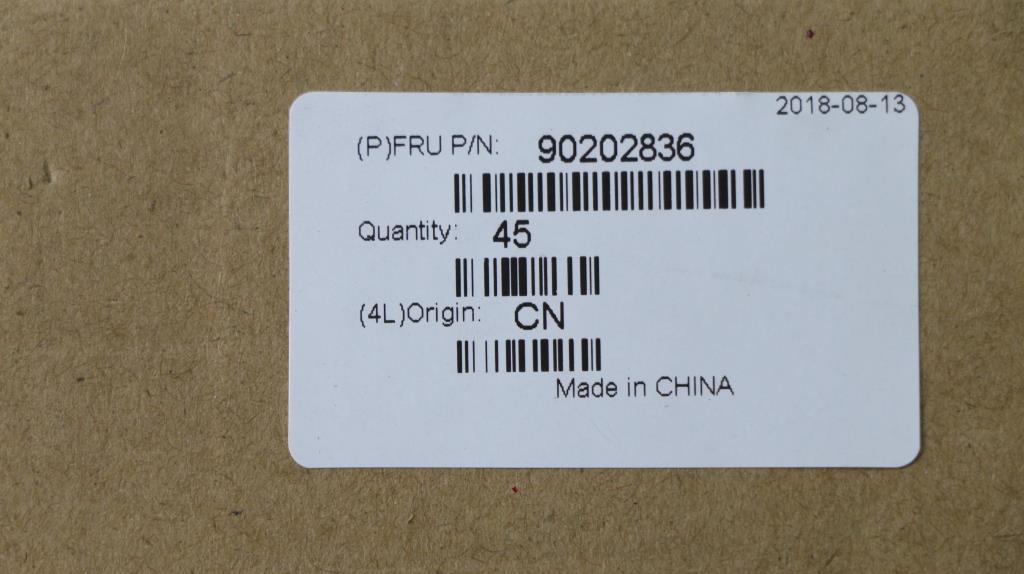 2018-08-13
(P)FRU P/N: 90202836
Quantity: 45
(4L)Origin: CN
Made in CHINA